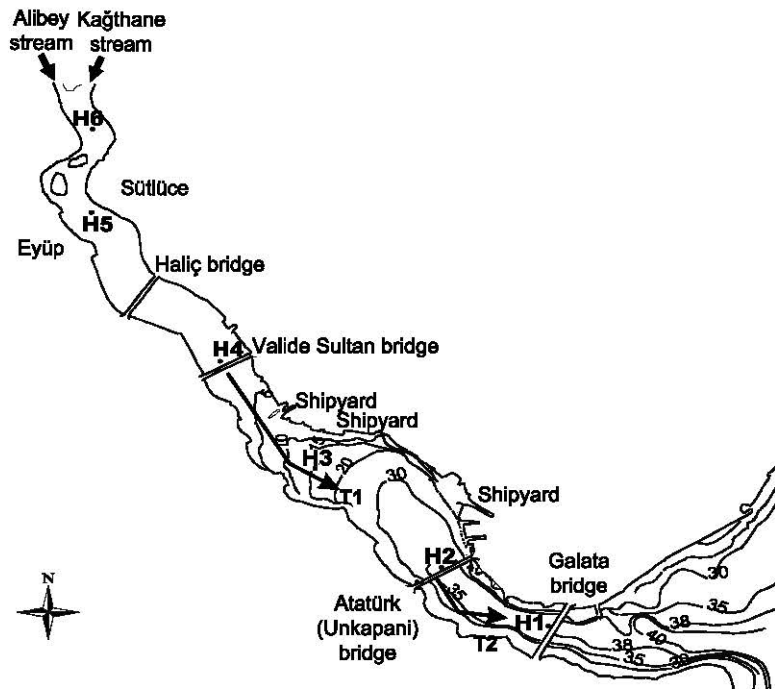 Alibey Kağthane
stream stream
H6
Sütlüce
H5
Eyüp
Haliç bridge
H4
Valide Sultan bridge
Shipyard
Shipyard
H3
20
30
T1
Shipyard
H2
Galata
bridge
30
N
35
Atatürk
(Unkapani)
bridge
H1
35
38
40
T2
38
35